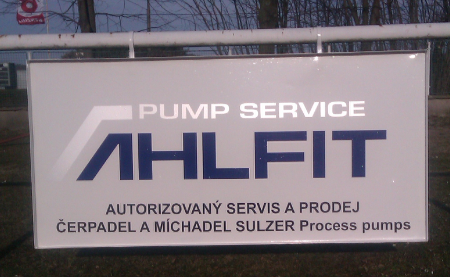 PUMP SERVICE
AHLFIT
AUTORIZOVANÝ SERVIS A PRODEJ
ČERPADEL A MÍCHADEL SULZER Process pumps